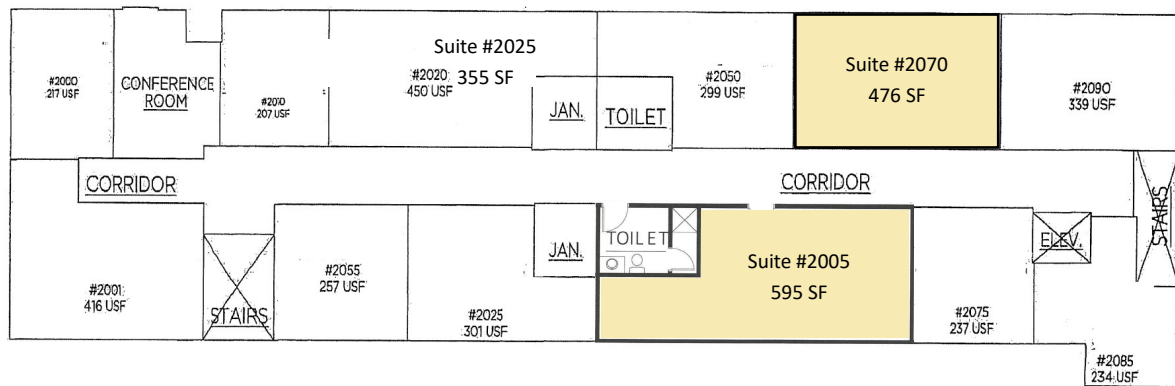 #2000
217 USF
CONFERENCE
ROOM
#2010
207 USF
Suite #2025
355 SF
#2020
450 USF
JAN.
TOILET
#2050
299 USF
Suite #2070
476 SF
#2090
339 USF
CORRIDOR
CORRIDOR
STAIRS
#2001
416 USF
STAIRS
#2055
257 USF
#2025
301 USF
JAN.
TOILET
Suite #2005
595 SF
#2075
237 USF
ELEV.
#2085
234 USF